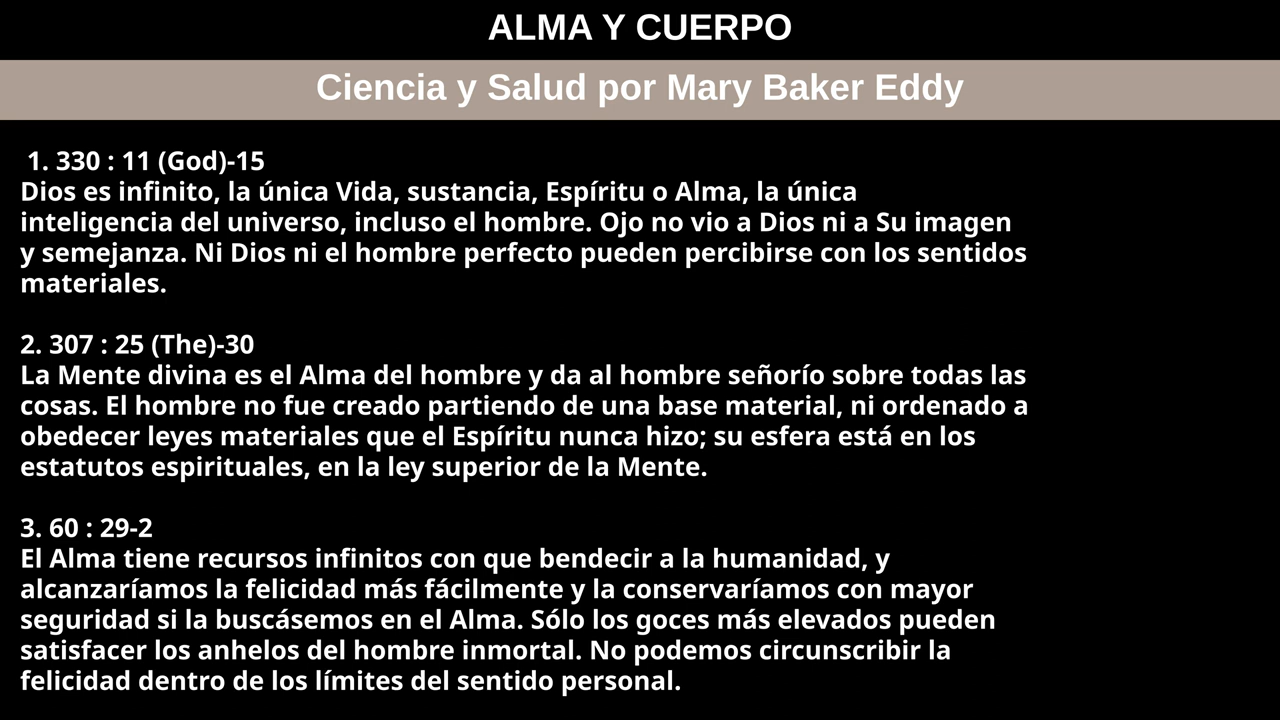 ALMA Y CUERPO
Ciencia y Salud por Mary Baker Eddy
1. 330 : 11 (God)-15
Dios es infinito, la única Vida, sustancia, Espíritu o Alma, la única
inteligencia del universo, incluso el hombre. Ojo no vio a Dios ni a Su imagen
y semejanza. Ni Dios ni el hombre perfecto pueden percibirse con los sentidos
materiales.
2. 307 : 25 (The)-30
La Mente divina es el Alma del hombre y da al hombre señorío sobre todas las
cosas. El hombre no fue creado partiendo de una base material, ni ordenado a
obedecer leyes materiales que el Espíritu nunca hizo; su esfera está en los
estatutos espirituales, en la ley superior de la Mente.
3. 60 : 29-2
El Alma tiene recursos infinitos con que bendecir a la humanidad, y
alcanzaríamos la felicidad más fácilmente y la conservaríamos con mayor
seguridad si la buscásemos en el Alma. Sólo los goces más elevados pueden
satisfacer los anhelos del hombre inmortal. No podemos circunscribir la
felicidad dentro de los límites del sentido personal.